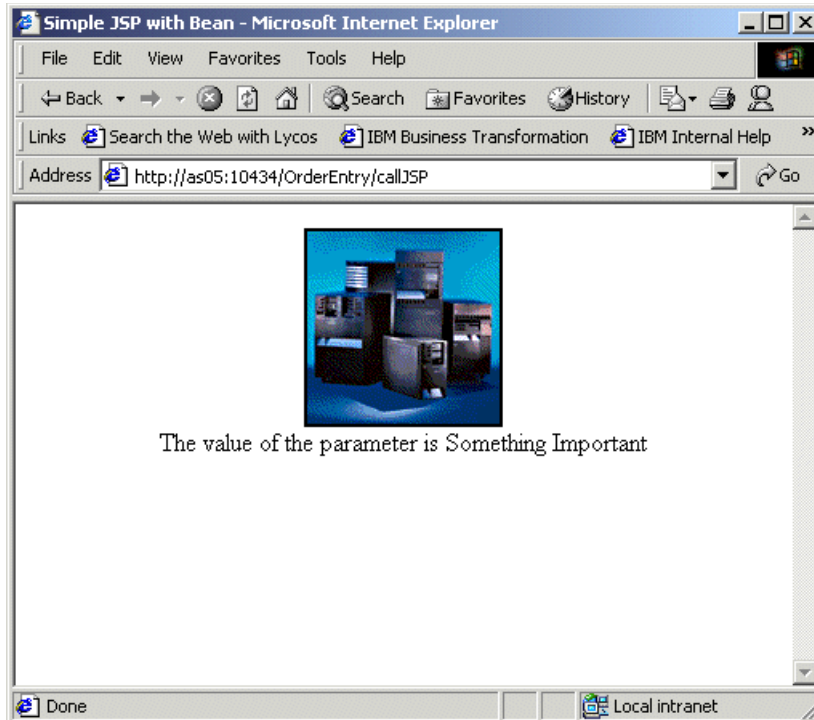 Simple JSP with Bean - Microsoft Internet Explorer
File Edit View Favorites Tools Help
Back Search Favorites History
Links Search the Web with Lycos IBM Business Transformation IBM Internal Help »
Address http://as05:10434/OrderEntry/callJSP Go
The value of the parameter is Something Important
Done Local intranet